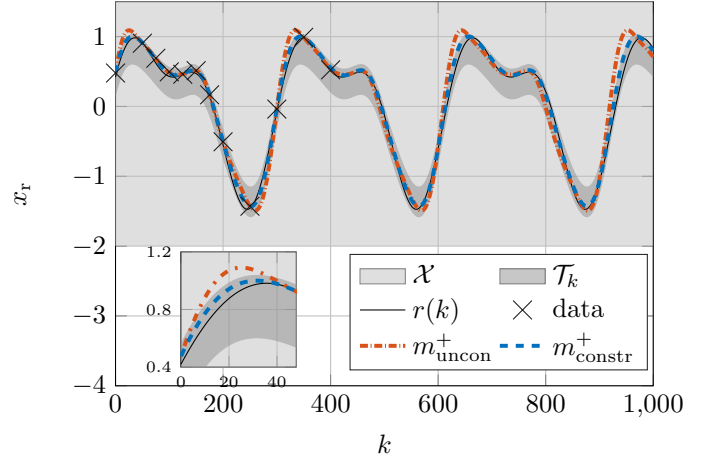 1
0
−1
−2
−3
−4
x_r
0
200
400
600
800
1,000
k
1.2
0.8
0.4
0
20
40
𝒳
𝒯_k
r(k)
data
m^+_uncon
m^+_constr